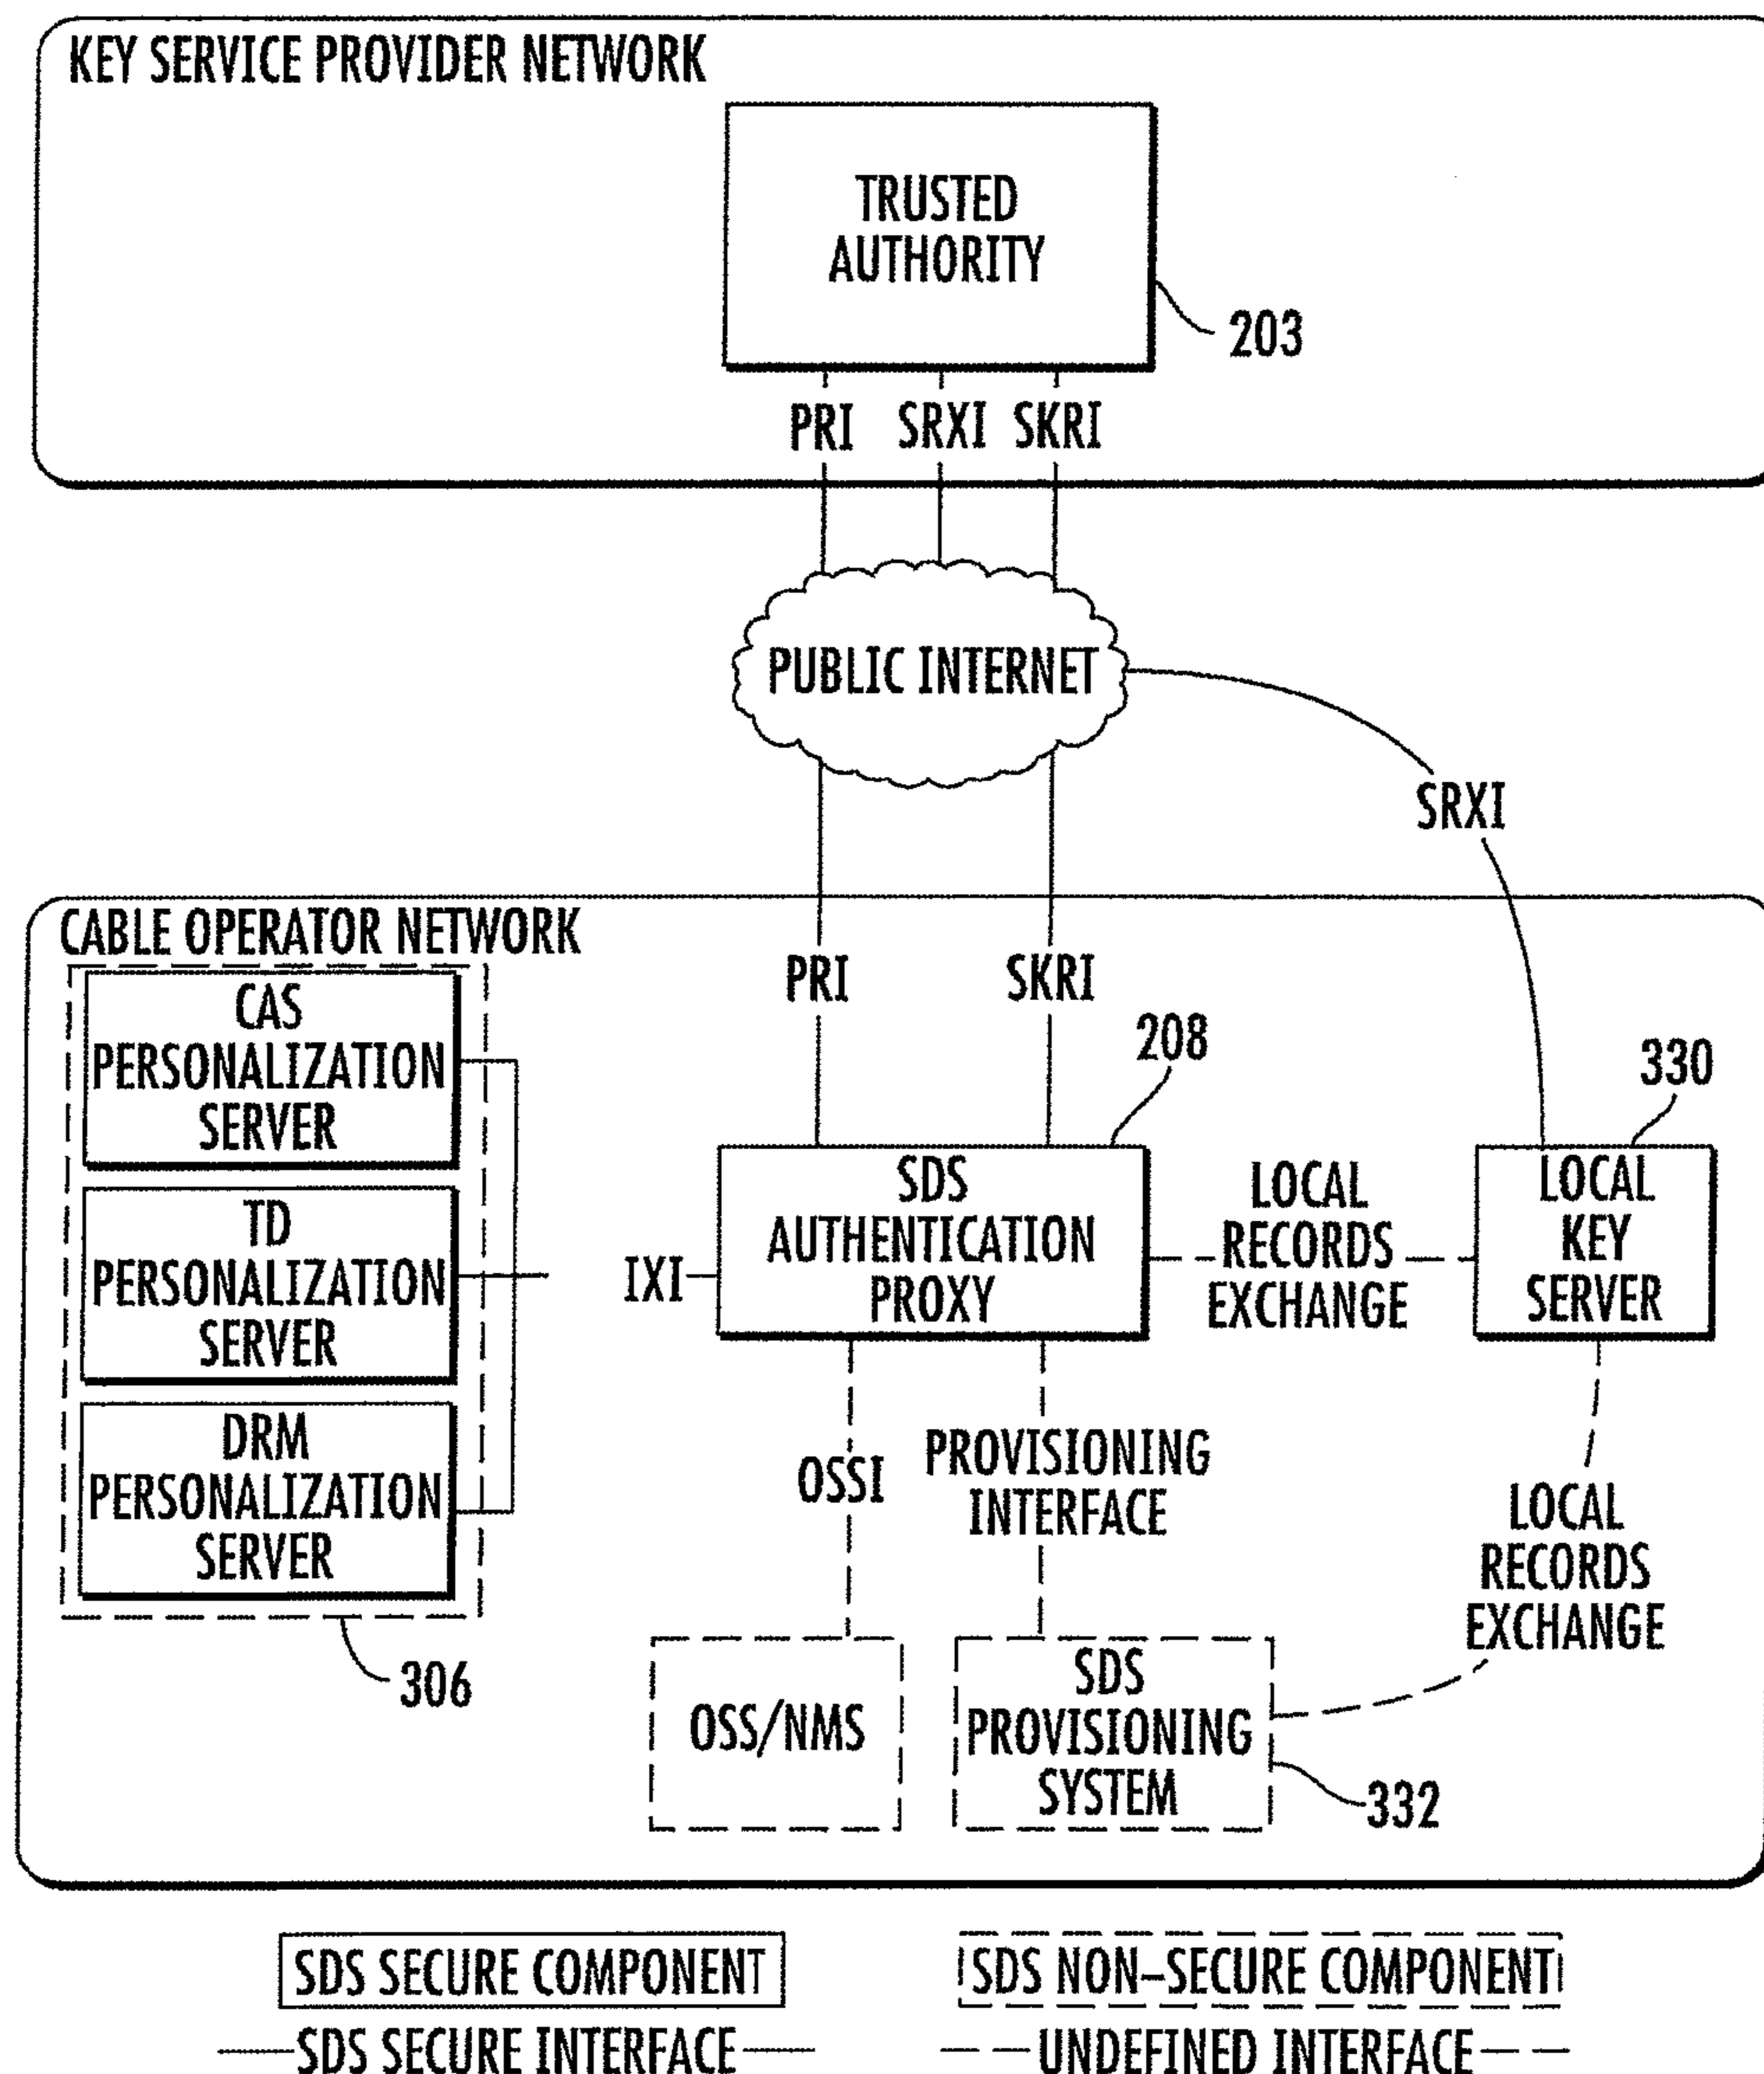 KEY SERVICE PROVIDER NETWORK
TRUSTED
AUTHORITY
203
PRI SRXI SKRI
PUBLIC INTERNET
SRXI
CABLE OPERATOR NETWORK
CAS
PERSONALIZATION
SERVER
TD
PERSONALIZATION
SERVER
DRM
PERSONALIZATION
SERVER
306
PRI SKRI
208
330
IXI
SDS
AUTHENTICATION
PROXY
LOCAL
RECORDS
EXCHANGE
LOCAL
KEY
SERVER
OSSI
PROVISIONING
INTERFACE
LOCAL
RECORDS
EXCHANGE
OSS/NMS
SDS
PROVISIONING
SYSTEM
332
SDS SECURE COMPONENT
SDS NON-SECURE COMPONENT
SDS SECURE INTERFACE
UNDEFINED INTERFACE